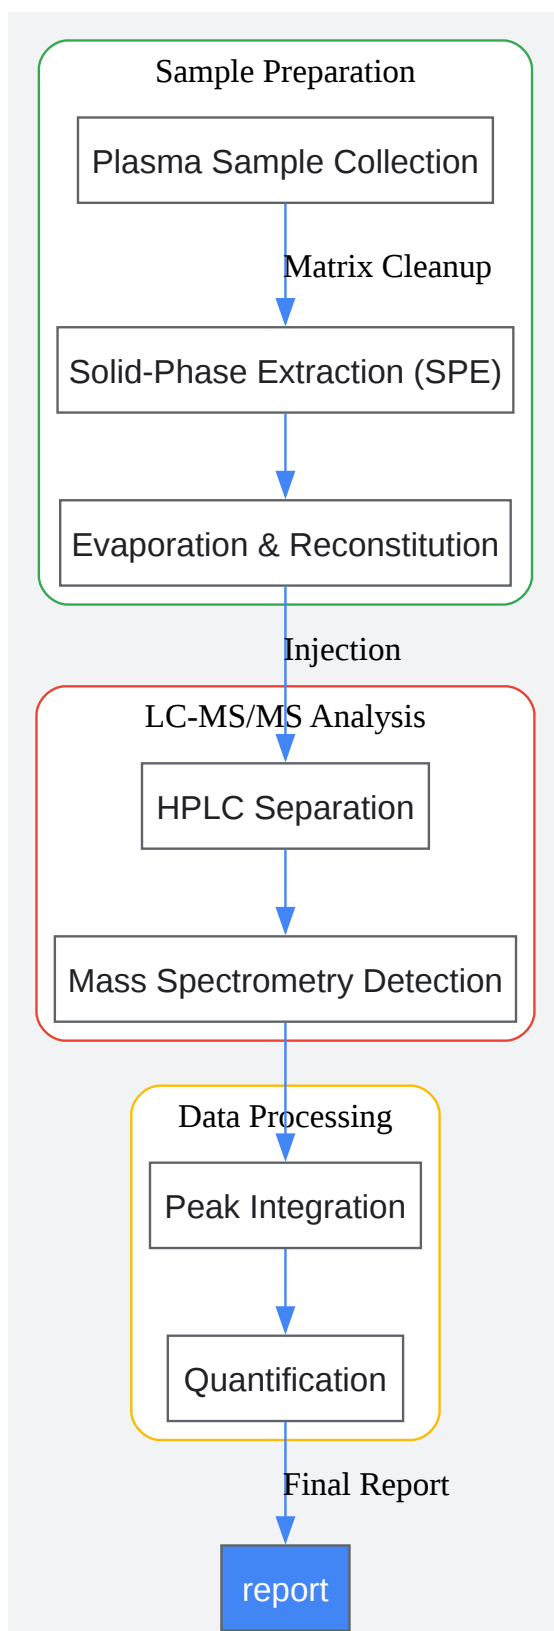 Sample Preparation
Plasma Sample Collection
Matrix Cleanup
Solid-Phase Extraction (SPE)
Evaporation & Reconstitution
Injection
LC-MS/MS Analysis
HPLC Separation
Mass Spectrometry Detection
Data Processing
Peak Integration
Quantification
Final Report
report